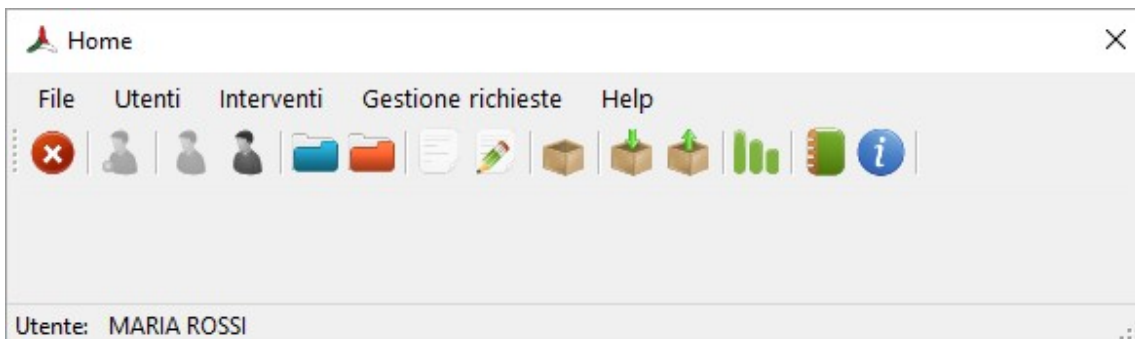 Home
File Utenti Interventi Gestione richieste Help
Utente: MARIA ROSSI